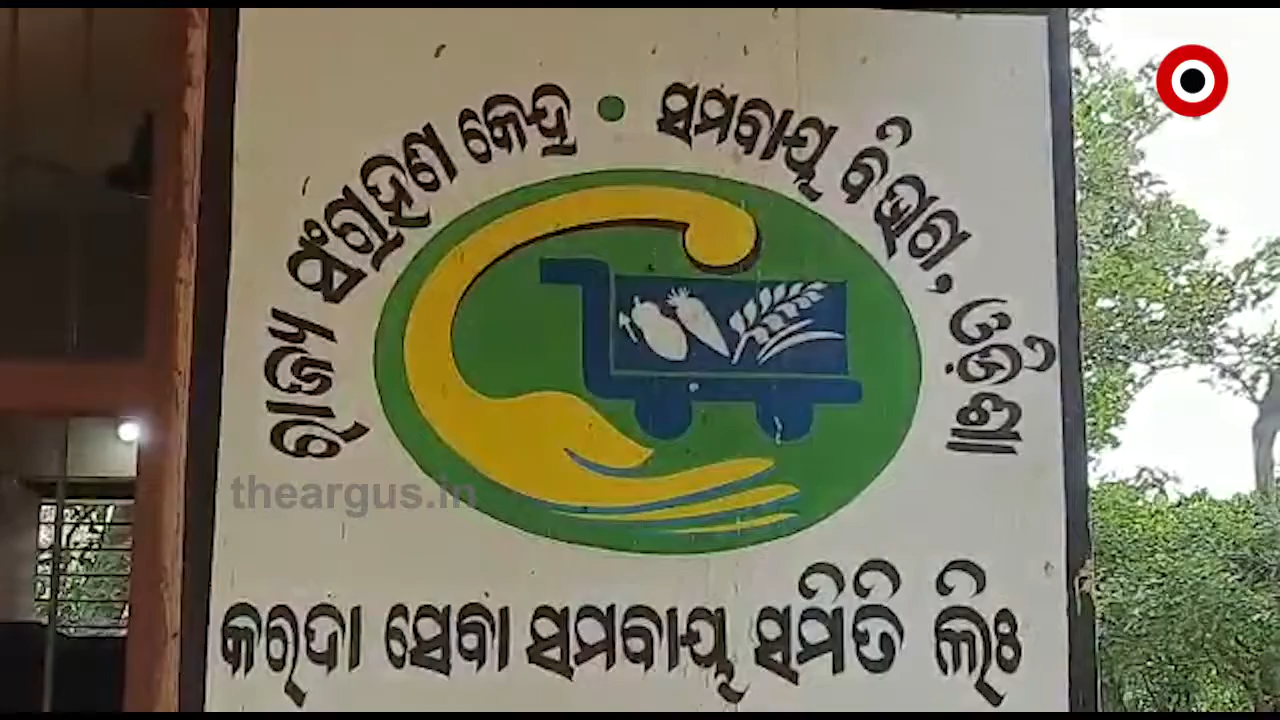 ରାଜ୍ୟ ସଂଗ୍ରହଣ କେନ୍ଦ୍ର • ସମବାୟ ବିଭାଗ, ଓଡ଼ିଶା
theargus.in
କରଦା ସେବା ସମବାୟ ସମିତି ଲିଃ